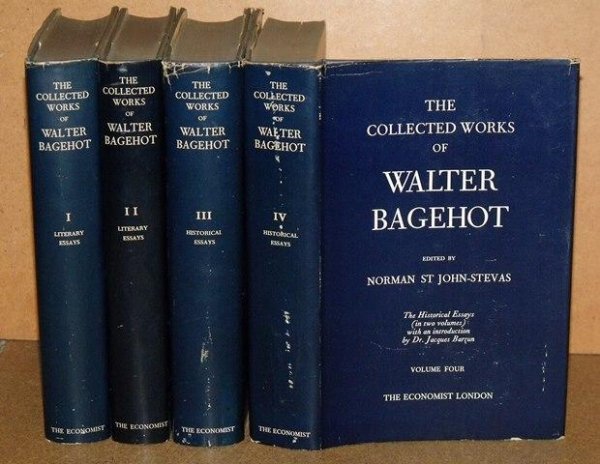 THE
COLLECTED
WORKS
OF
WALTER
BAGEHOT
I
LITERARY
ESSAYS
THE ECONOMIST
THE
COLLECTED
WORKS
OF
WALTER
BAGEHOT
II
LITERARY
ESSAYS
THE ECONOMIST
THE
COLLECTED
WORKS
OF
WALTER
BAGEHOT
III
HISTORICAL
ESSAYS
THE ECONOMIST
THE
COLLECTED
WORKS
OF
WALTER
BAGEHOT
IV
HISTORICAL
ESSAYS
THE ECONOMIST
THE
COLLECTED WORKS
OF
WALTER
BAGEHOT
EDITED BY
NORMAN ST JOHN-STEVAS
The Historical Essays
(in two volumes)
with an introduction
by Dr. Jacques Barzun
VOLUME FOUR
THE ECONOMIST LONDON